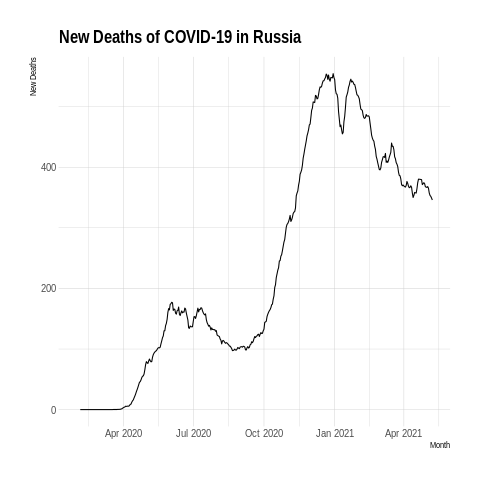 New Deaths of COVID-19 in Russia
New Deaths
400
200
0
Apr 2020 Jul 2020 Oct 2020 Jan 2021 Apr 2021
Month